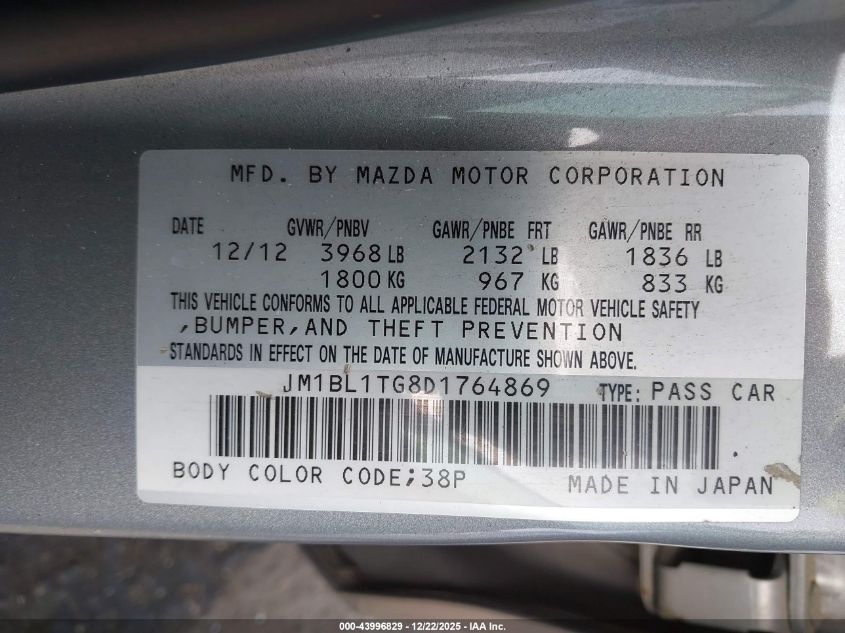 MFD. BY MAZDA MOTOR CORPORATION
DATE GVWR/PNBV GAWR/PNBE FRT GAWR/PNBE RR
12/12 3968 LB 2132 LB 1836 LB
1800 KG 967 KG 833 KG
THIS VEHICLE CONFORMS TO ALL APPLICABLE FEDERAL MOTOR VEHICLE SAFETY
,BUMPER,AND THEFT PREVENTION
STANDARDS IN EFFECT ON THE DATE OF MANUFACTURE SHOWN ABOVE.
JM1BL1TG8D1764869 TYPE: PASS CAR
BODY COLOR CODE;38P MADE IN JAPAN
000-43996829 - 12/22/2025 - IAA Inc.